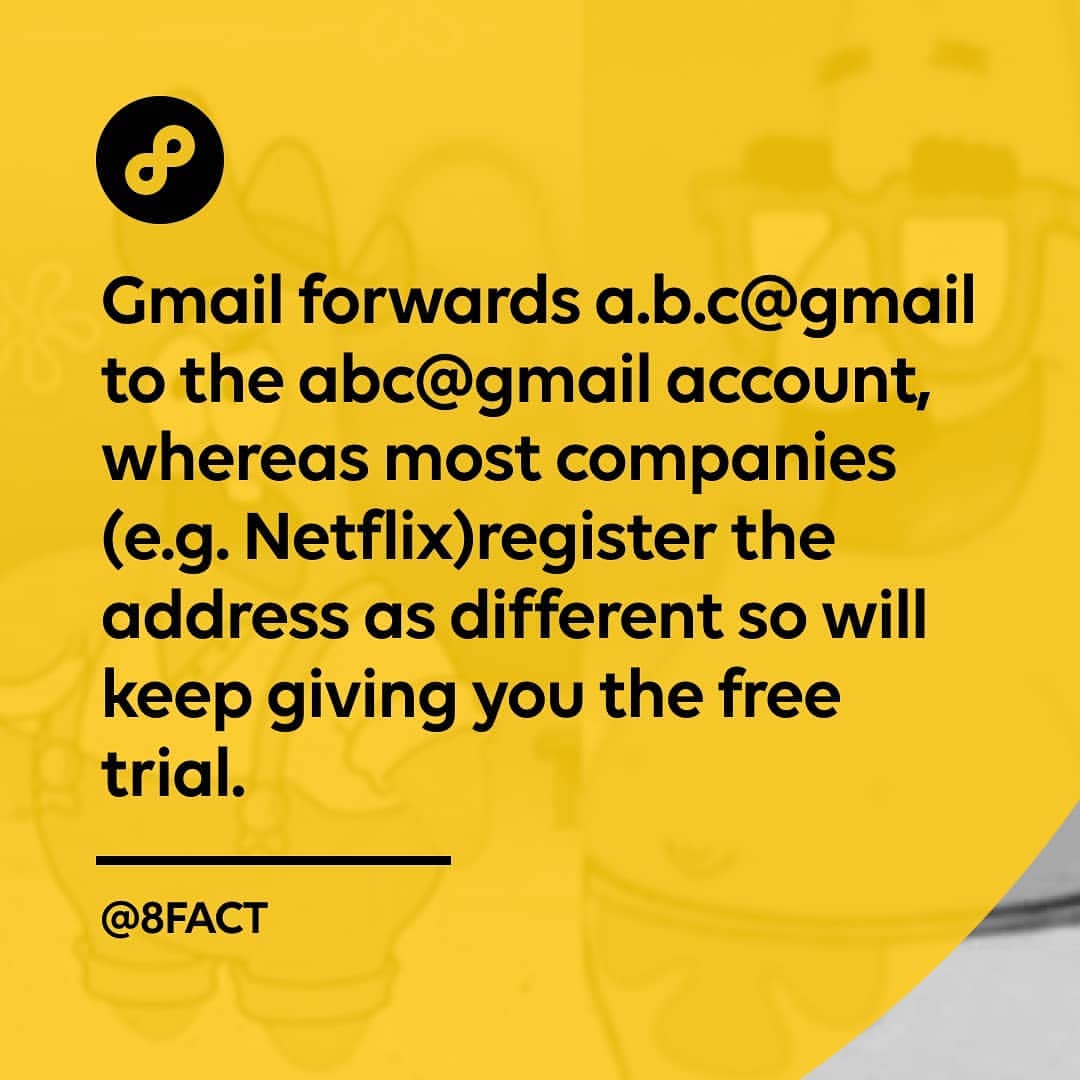 Gmail forwards a.b.c@gmail
to the abc@gmail account,
whereas most companies
(e.g. Netflix)register the
address as different so will
keep giving you the free
trial.
@8FACT